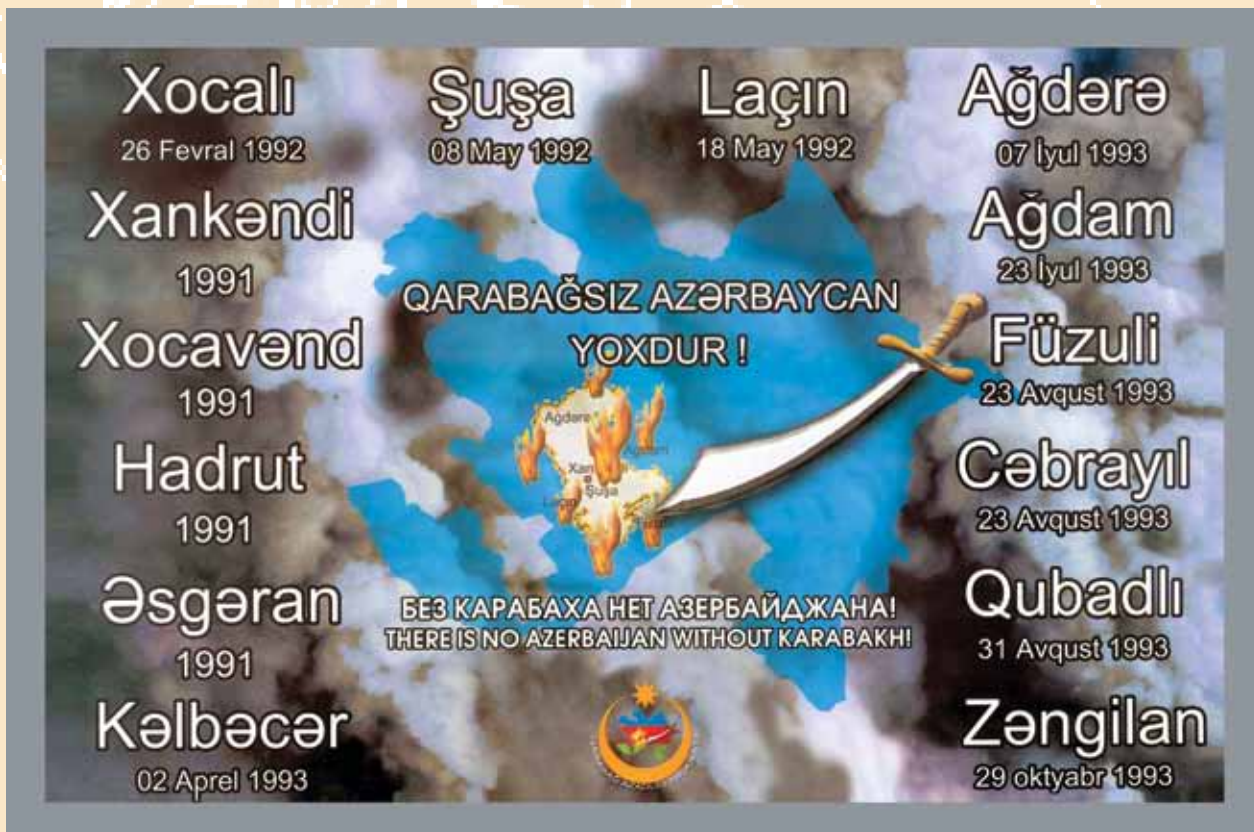 Xocalı
26 Fevral 1992
Şuşa
08 May 1992
Laçın
18 May 1992
Ağdərə
07 İyul 1993
Xankəndi
1991
Ağdam
23 İyul 1993
QARABAĞSIZ AZƏRBAYCAN
YOXDUR !
Xocavənd
1991
Füzuli
23 Avqust 1993
Ağdərə
Şuşa
Laçın
Hadrut
1991
Cəbrayıl
23 Avqust 1993
Əsgəran
1991
БЕЗ КАРАБАХА НЕТ АЗЕРБАЙДЖАНА!
THERE IS NO AZERBAIJAN WITHOUT KARABAKH!
Qubadlı
31 Avqust 1993
Kəlbəcər
02 Aprel 1993
Zəngilan
29 oktyabr 1993